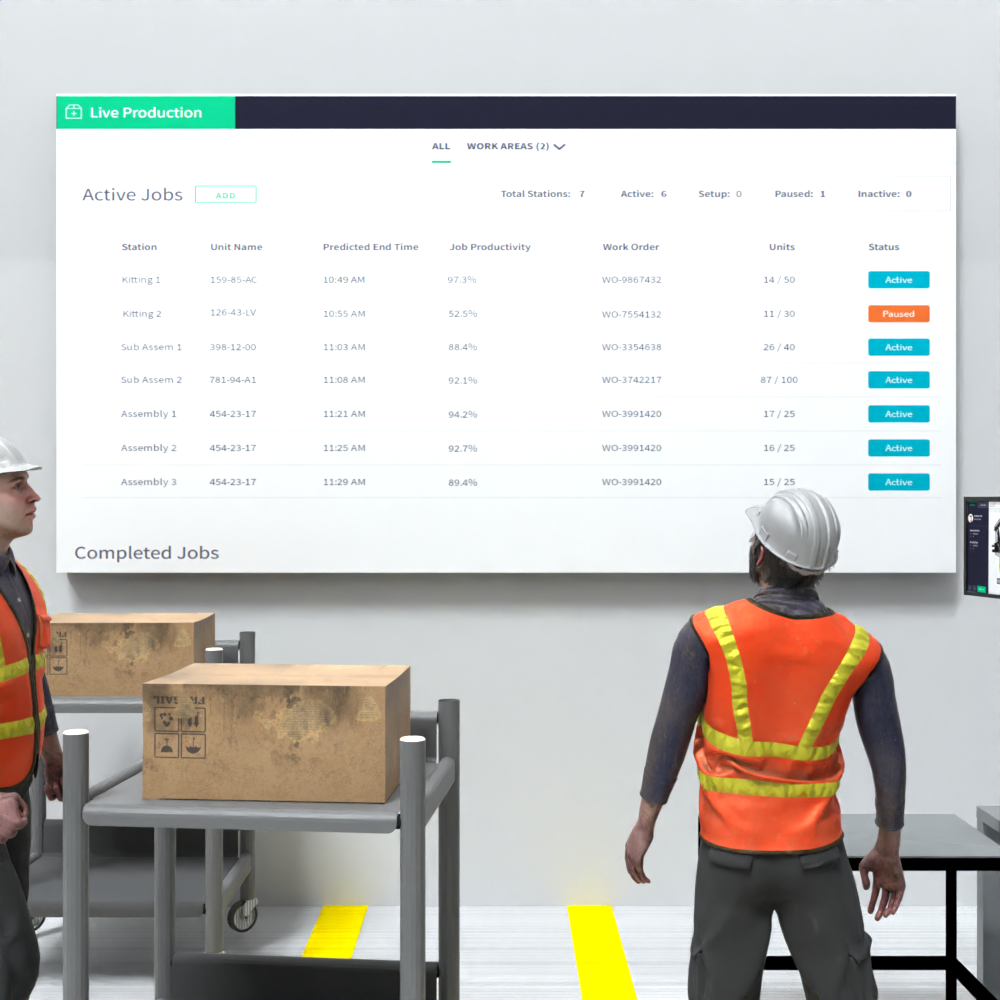 Live Production
ALL WORK AREAS (2)
Active Jobs ADD Total Stations: 7 Active: 6 Setup: 0 Paused: 1 Inactive: 0
Station Unit Name Predicted End Time Job Productivity Work Order Units Status
Kitting 1 159-85-AC 10:49 AM 97.3% WO-9867432 14 / 50 Active
Kitting 2 126-43-LV 10:55 AM 52.5% WO-7554132 11 / 30 Paused
Sub Assem 1 398-12-00 11:03 AM 88.4% WO-3354638 26 / 40 Active
Sub Assem 2 781-94-A1 11:08 AM 92.1% WO-3742217 87 / 100 Active
Assembly 1 454-23-17 11:21 AM 94.2% WO-3991420 17 / 25 Active
Assembly 2 454-23-17 11:25 AM 92.7% WO-3991420 16 / 25 Active
Assembly 3 454-23-17 11:29 AM 89.4% WO-3991420 15 / 25 Active
Completed Jobs